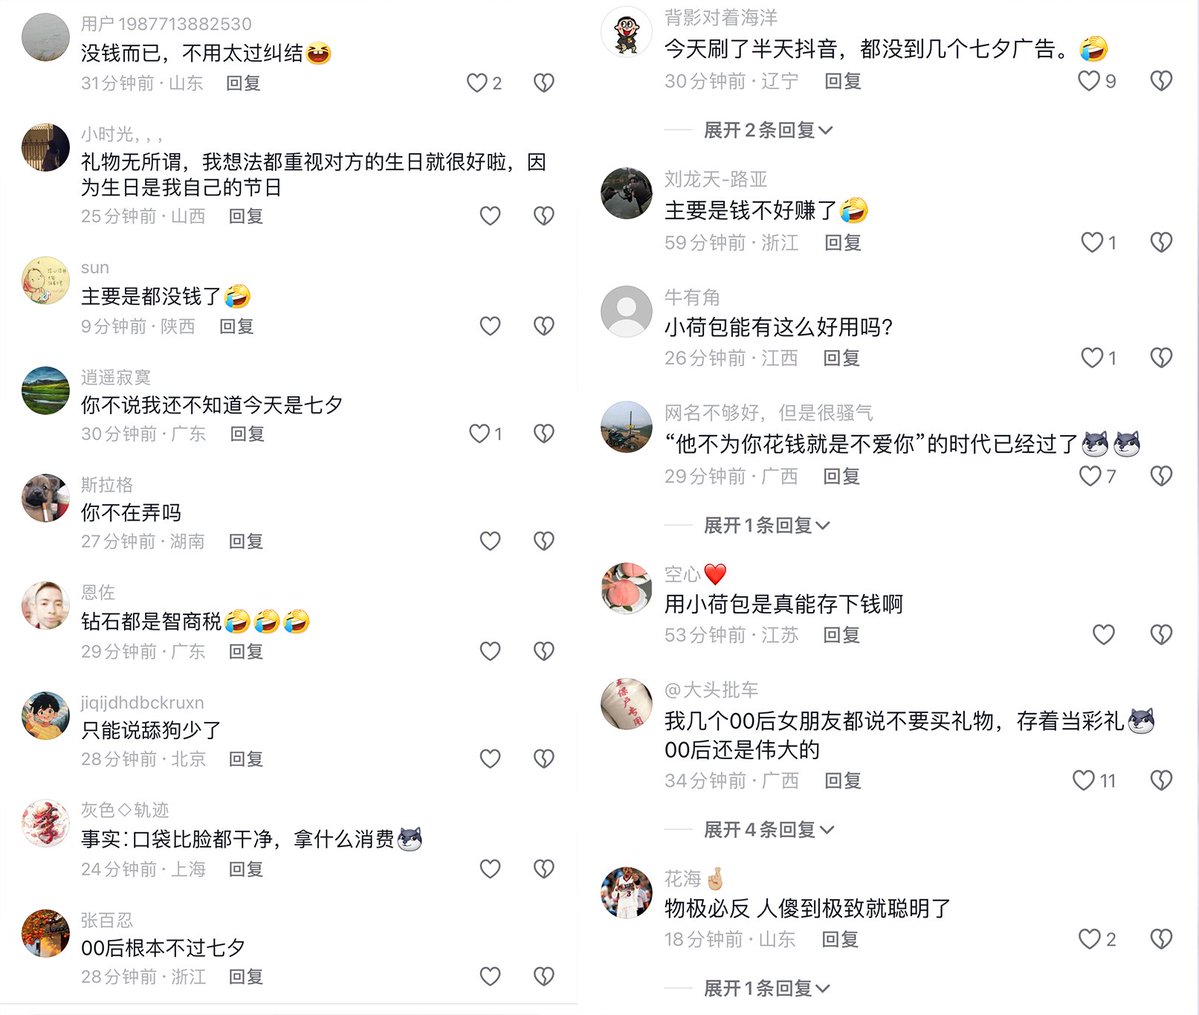 用户1987713882530
没钱而已，不用太过纠结😆
31分钟前·山东 回复
2
小时光，，，
礼物无所谓，我想法都重视对方的生日就很好啦，因
为生日是我自己的节日
25分钟前·山西 回复
sun
主要是都没钱了🤣
9分钟前·陕西 回复
逍遥寂寞
你不说我还不知道今天是七夕
30分钟前·广东 回复
1
斯拉格
你不在弄吗
27分钟前·湖南 回复
恩佐
钻石都是智商税🤣🤣🤣
29分钟前·广东 回复
jiqijdhdbckruxn
只能说舔狗少了
28分钟前·北京 回复
灰色◇轨迹
事实：口袋比脸都干净，拿什么消费
24分钟前·上海 回复
张百忍
00后根本不过七夕
28分钟前·浙江 回复
背影对着海洋
今天刷了半天抖音，都没到几个七夕广告。🤣
30分钟前·辽宁 回复
9
展开2条回复
刘龙天-路亚
主要是钱不好赚了🤣
59分钟前·浙江 回复
1
牛有角
小荷包能有这么好用吗？
26分钟前·江西 回复
1
网名不够好，但是很骚气
“他不为你花钱就是不爱你”的时代已经过了
29分钟前·广西 回复
7
展开1条回复
空心❤️
用小荷包是真能存下钱啊
53分钟前·江苏 回复
@大头批车
我几个00后女朋友都说不要买礼物，存着当彩礼
00后还是伟大的
34分钟前·广西 回复
11
展开4条回复
花海🤞🏼
物极必反 人傻到极致就聪明了
18分钟前·山东 回复
2
展开1条回复